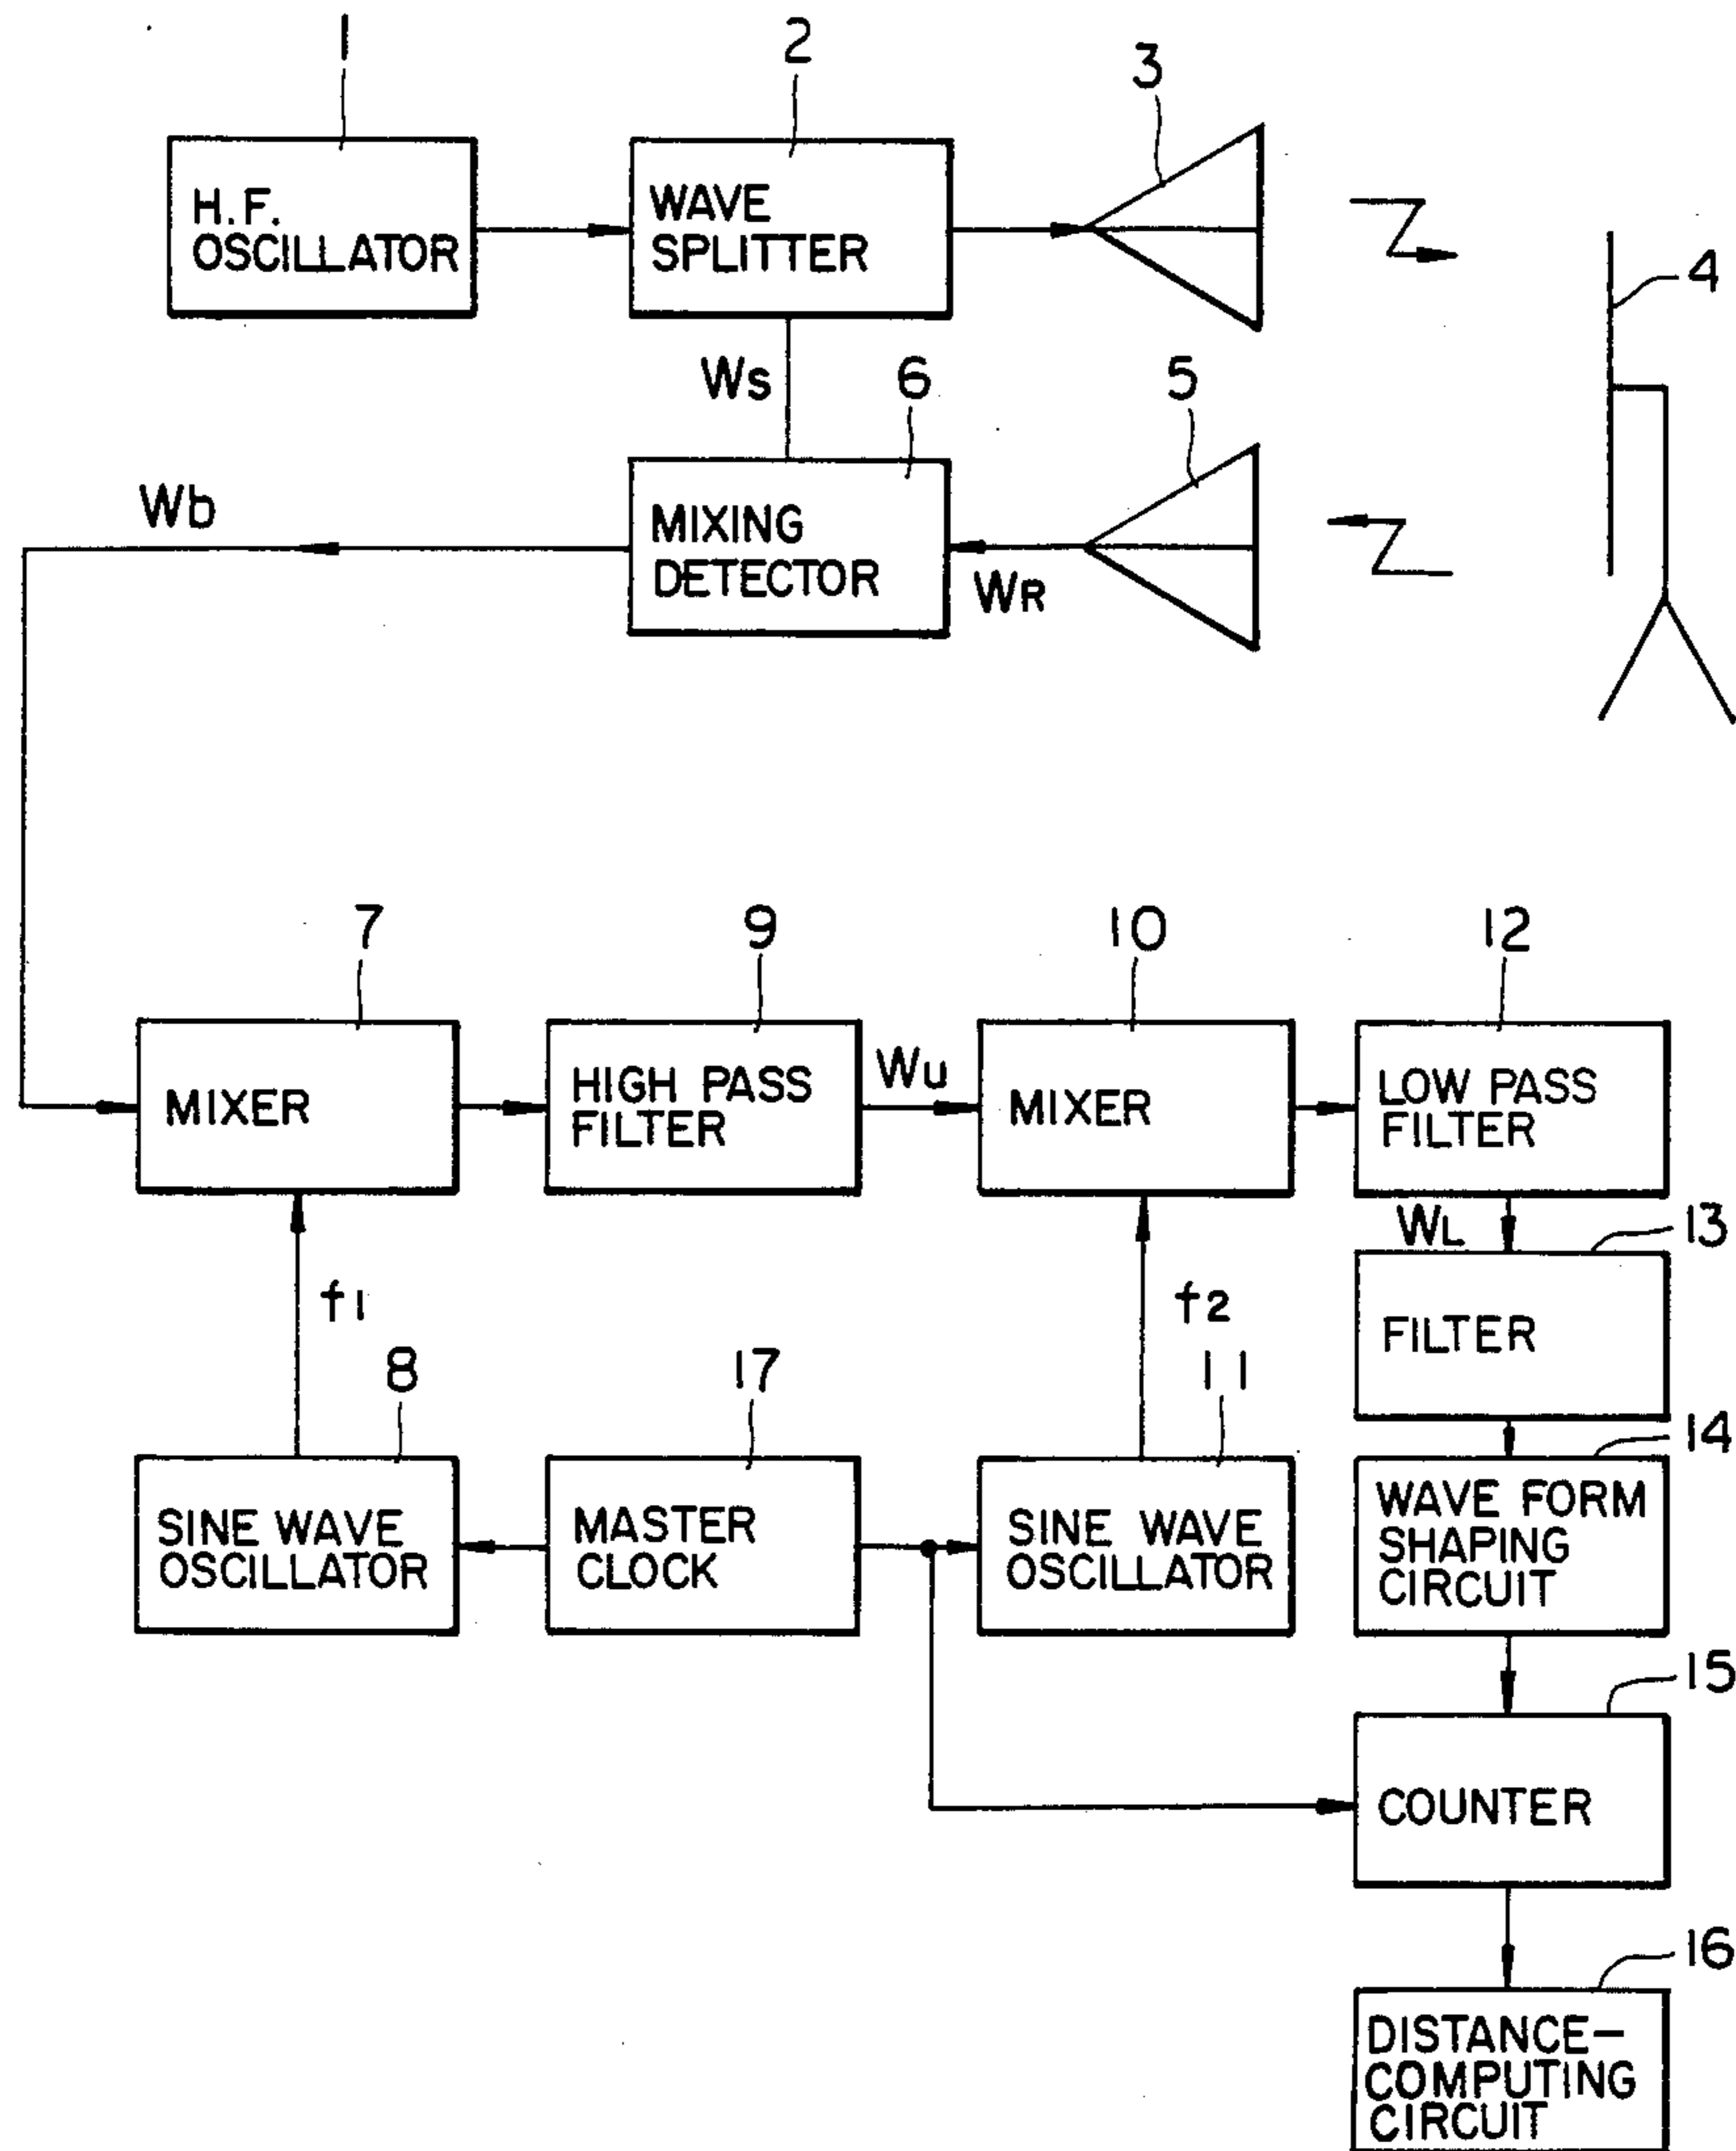 1
2
3
H.F.
OSCILLATOR
WAVE
SPLITTER
4
Ws
6
5
Wb
MIXING
DETECTOR
WR
7
9
10
12
MIXER
HIGH PASS
FILTER
Wu
MIXER
LOW PASS
FILTER
WL
13
f1
f2
FILTER
8
17
11
14
SINE WAVE
OSCILLATOR
MASTER
CLOCK
SINE WAVE
OSCILLATOR
WAVE FORM
SHAPING
CIRCUIT
15
COUNTER
16
DISTANCE-
COMPUTING
CIRCUIT